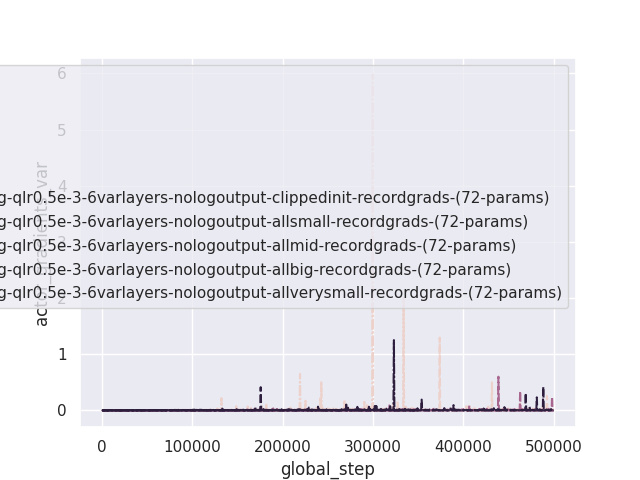 6
5
4
g-qlr0.5e-3-6varlayers-nologoutput-clippedinit-recordgrads-(72-params)
g-qlr0.5e-3-6varlayers-nologoutput-allsmall-recordgrads-(72-params)
g-qlr0.5e-3-6varlayers-nologoutput-allmid-recordgrads-(72-params)
g-qlr0.5e-3-6varlayers-nologoutput-allbig-recordgrads-(72-params)
g-qlr0.5e-3-6varlayers-nologoutput-allverysmall-recordgrads-(72-params)
2
1
0
0 100000 200000 300000 400000 500000
global_step